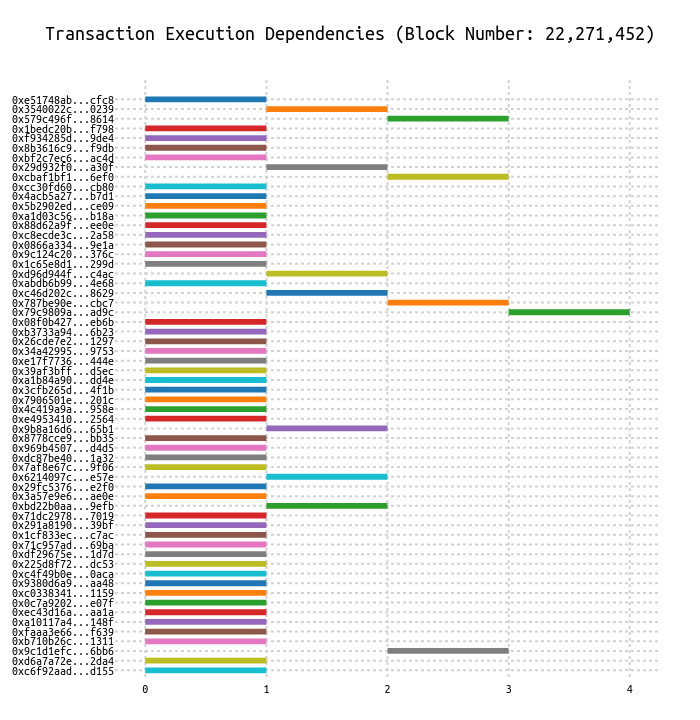 Transaction Execution Dependencies (Block Number: 22,271,452)
0xe51748ab...cfc8
0x3540022c...0239
0x579c496f...8614
0x1bedc20b...f798
0xf934285d...9de4
0x8b3616c9...f9db
0xbf2c7ec6...ac4d
0x29d932f0...a30f
0xcbaf1bf1...6ef0
0xcc30fd60...cb80
0x4acb5a27...b7d1
0x5b2902ed...ce09
0xa1d03c56...b18a
0x88d62a9f...ee0e
0xc8ecde3c...2a58
0x0866a334...9e1a
0x9c124c20...376c
0x1c65e8d1...299d
0xd96d944f...c4ac
0xabdb6b99...4e68
0xc46d202c...8629
0x787be90e...cbc7
0x79c9809a...ad9c
0x08f0b427...eb6b
0xb3733a94...6b23
0x26cde7e2...1297
0x34a42995...9753
0xe17f7736...444e
0x39af3bff...d5ec
0xa1b84a90...dd4e
0x3cfb265d...4f1b
0x7906501e...201c
0x4c419a9a...958e
0xe4953410...2564
0x9b8a16d6...65b1
0x8778cce9...bb35
0x969b4507...d4d5
0xdc87be40...1a32
0x7af8e67c...9f06
0x6214097c...e57e
0x29fc5376...e2f0
0x3a57e9e6...ae0e
0xbd22b0aa...9efb
0x71dc2978...7019
0x291a8190...39bf
0x1cf833ec...c7ac
0x71c957ad...69ba
0xdf29675e...1d7d
0x225d8f72...dc53
0xc4f49b0e...0aca
0x9380d6a9...aa48
0xc0338341...1159
0x0c7a9202...e07f
0xec43d16a...aa1a
0xa10117a4...148f
0xfaaa3e66...f639
0xb710b26c...1311
0x9c1d1efc...6bb6
0xd6a7a72e...2da4
0xc6f92aad...d155
0 1 2 3 4